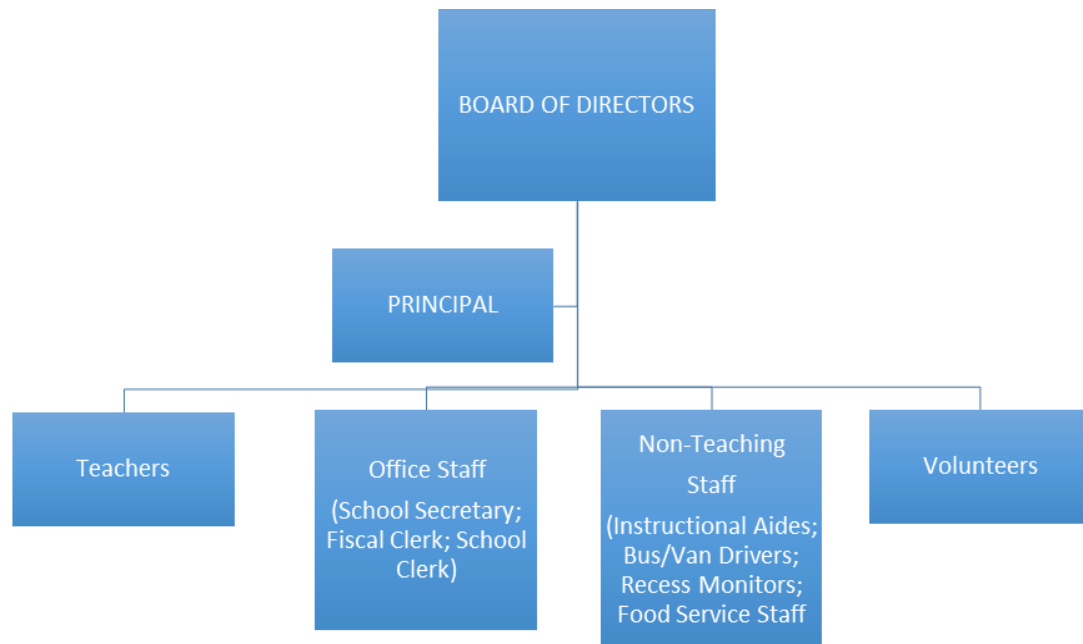 BOARD OF DIRECTORS
PRINCIPAL
Teachers
Office Staff
(School Secretary;
Fiscal Clerk; School
Clerk)
Non-Teaching
Staff
(Instructional Aides;
Bus/Van Drivers;
Recess Monitors;
Food Service Staff
Volunteers